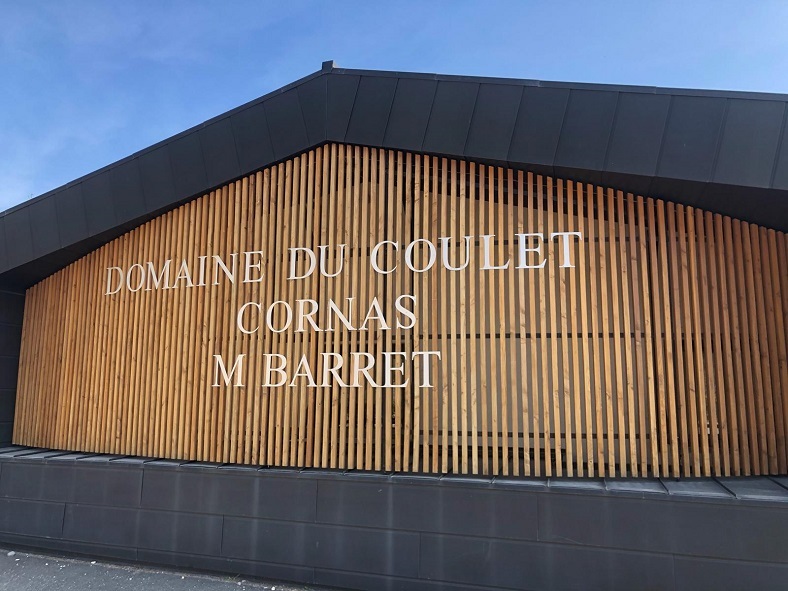 DOMAINE DU COULET
CORNAS
M BARRET